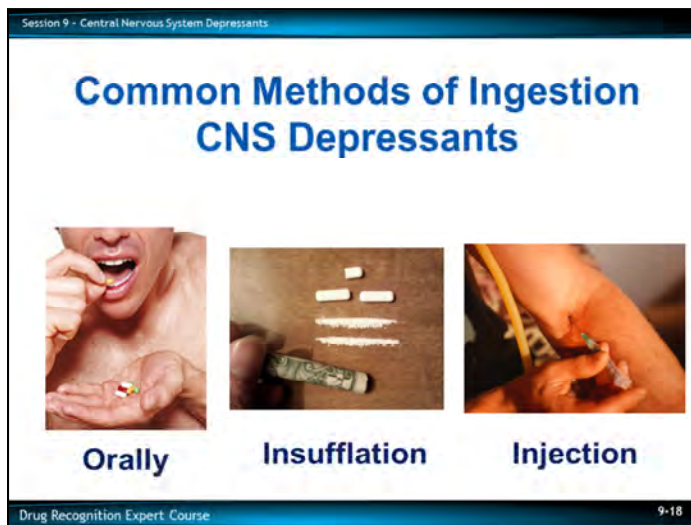 Session 9 - Central Nervous System Depressants
Common Methods of Ingestion
CNS Depressants
Orally
Insufflation
Injection
Drug Recognition Expert Course
9-18